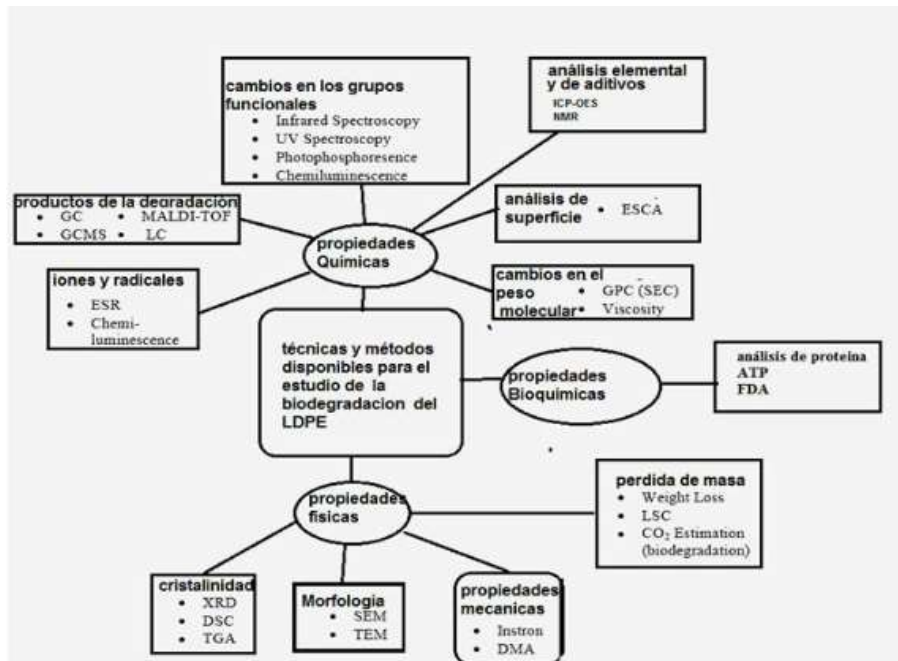 cambios en los grupos
funcionales
• Infrared Spectroscopy
• UV Spectroscopy
• Photophosphoresence
• Chemiluminescence
análisis elemental
y de aditivos
ICP-OES
NMR
productos de la degradación
• GC • MALDI-TOF
• GCMS • LC
análisis de
superficie • ESCA
propiedades
Químicas
iones y radicales
• ESR
• Chemi-
luminescence
cambios en el
peso • GPC (SEC)
molecular • Viscosity
técnicas y métodos
disponibles para el
estudio de la
biodegradacion del
LDPE
propiedades
Bioquimicas
análisis de proteina
ATP
FDA
propiedades
físicas
perdida de masa
• Weight Loss
• LSC
• CO₂ Estimation
(biodegradation)
cristalinidad
• XRD
• DSC
• TGA
Morfologia
• SEM
• TEM
propiedades
mecanicas
• Instron
• DMA